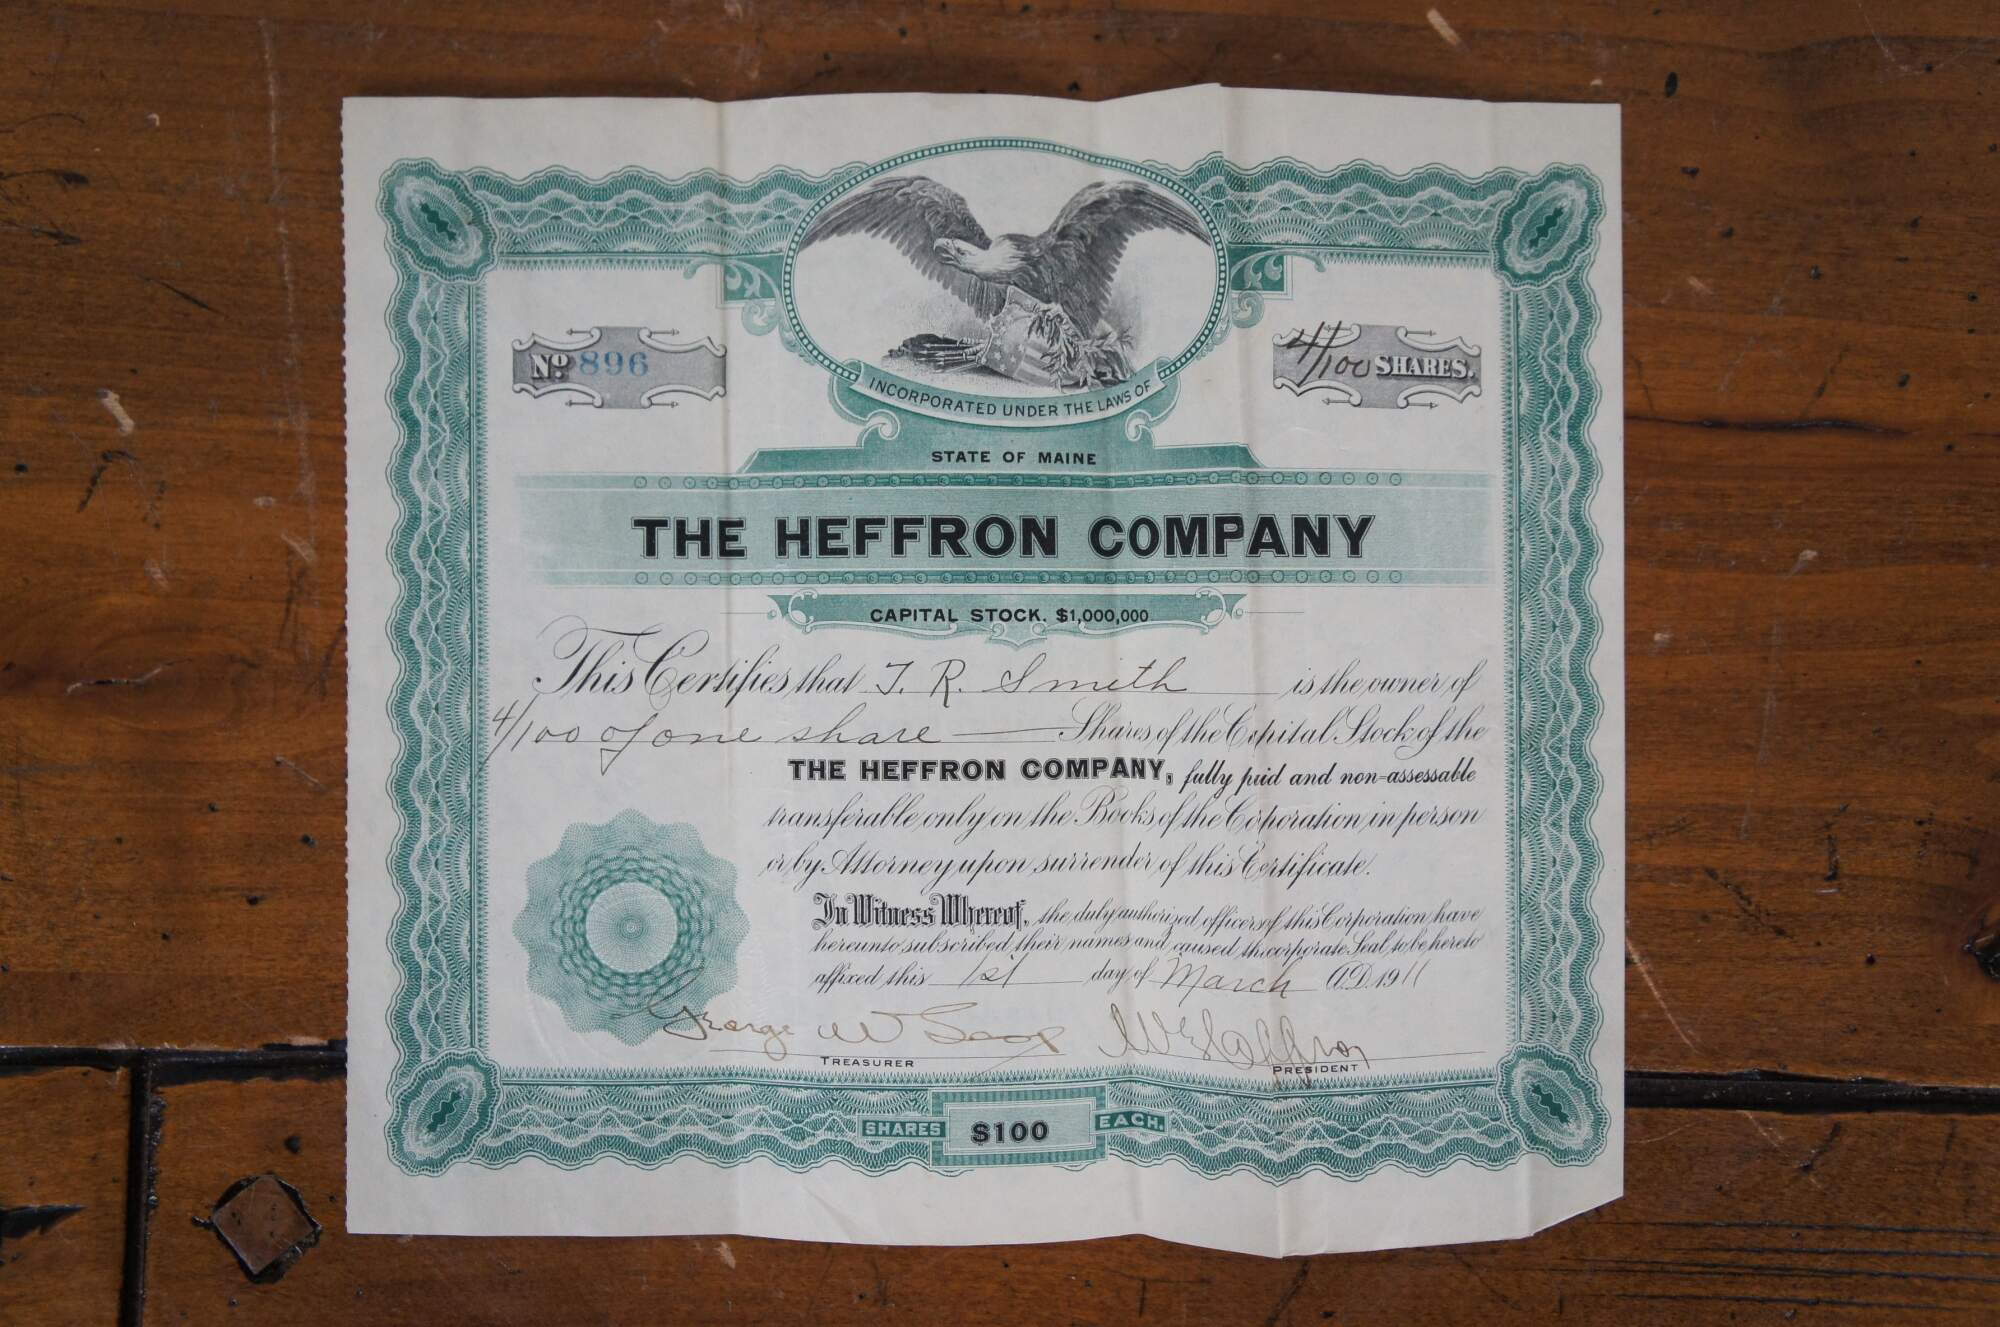 INCORPORATED UNDER THE LAWS OF
STATE OF MAINE
No 896
4/100 SHARES.
THE HEFFRON COMPANY
CAPITAL STOCK. $1,000,000
This Certifies that T. R. Smith is the owner of
4/100 of one share Shares of the Capital Stock of the
THE HEFFRON COMPANY, fully paid and non-assessable
transferable only on the Books of the Corporation in person
or by Attorney upon surrender of this Certificate.
In Witness Whereof, the duly authorized officers of this Corporation have
hereunto subscribed their names and caused the corporate Seal to be hereto
affixed this 1st day of March A.D. 1911
George W
Heffron
TREASURER
PRESIDENT
SHARES $100 EACH.